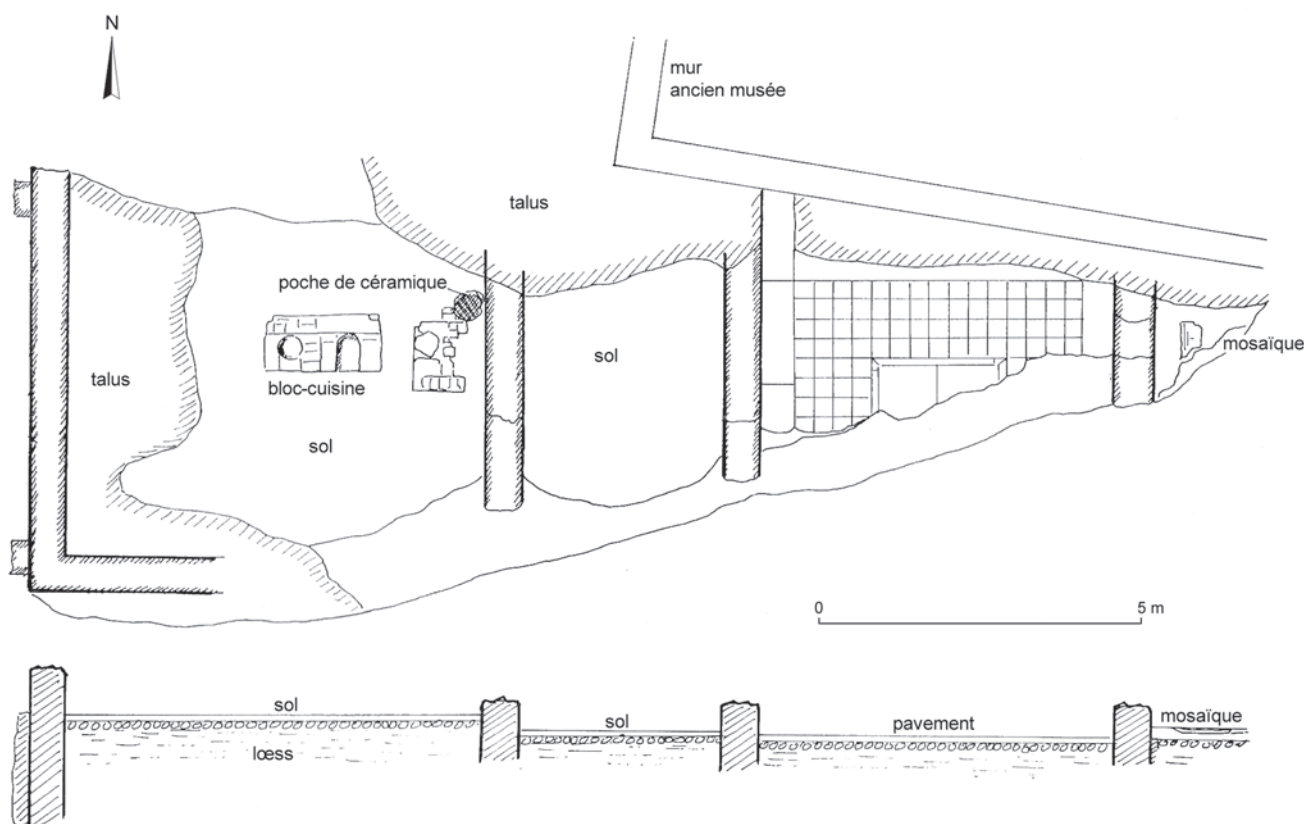 N
mur
ancien musée
talus
poche de céramique
sol
mosaïque
talus
bloc-cuisine
sol
0 5 m
sol
sol
pavement
mosaïque
lœss